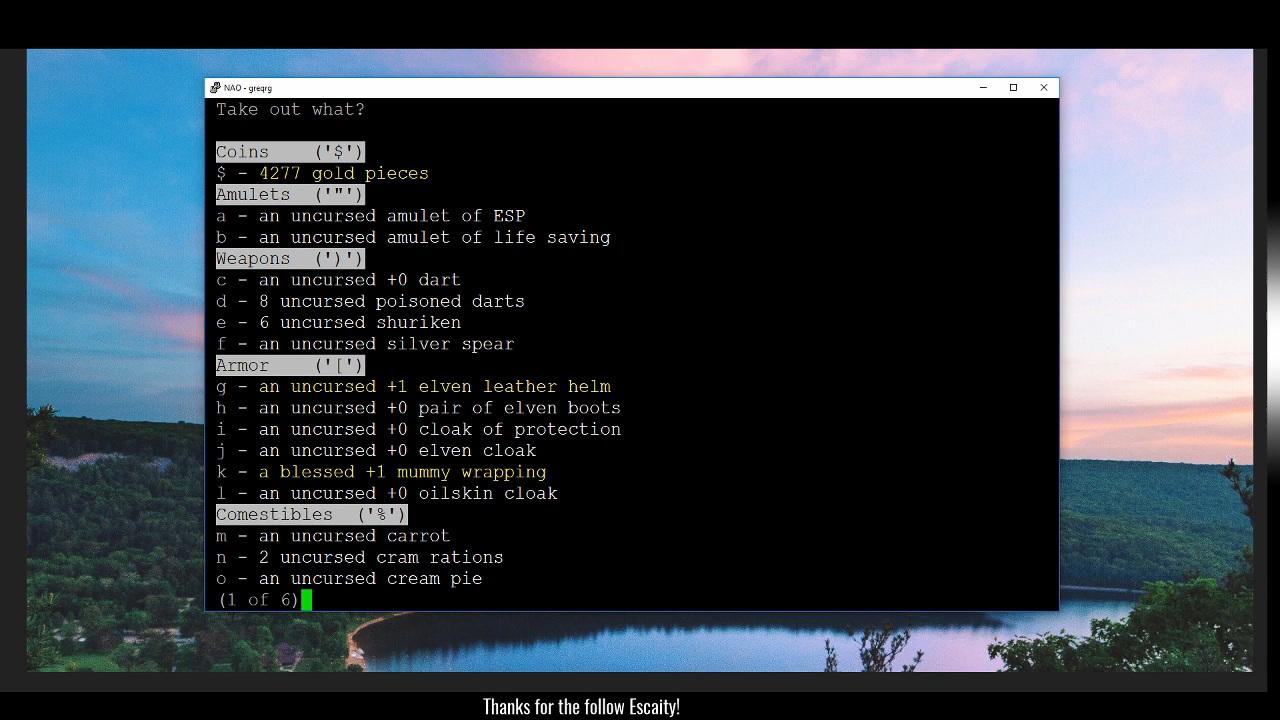 NAO - greqrg
Take out what?
Coins    ('$')
$ - 4277 gold pieces
Amulets  ('"')
a - an uncursed amulet of ESP
b - an uncursed amulet of life saving
Weapons  (')')
c - an uncursed +0 dart
d - 8 uncursed poisoned darts
e - 6 uncursed shuriken
f - an uncursed silver spear
Armor    ('[')
g - an uncursed +1 elven leather helm
h - an uncursed +0 pair of elven boots
i - an uncursed +0 cloak of protection
j - an uncursed +0 elven cloak
k - a blessed +1 mummy wrapping
l - an uncursed +0 oilskin cloak
Comestibles  ('%')
m - an uncursed carrot
n - 2 uncursed cram rations
o - an uncursed cream pie
(1 of 6)
Thanks for the follow Escaity!